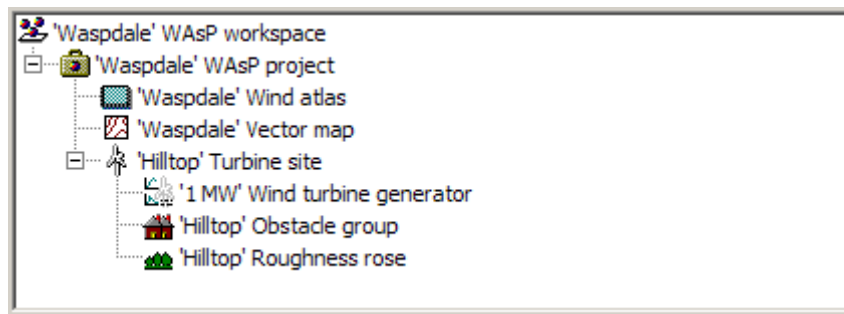 'Waspdale' WAsP workspace
'Waspdale' WAsP project
'Waspdale' Wind atlas
'Waspdale' Vector map
'Hilltop' Turbine site
'1 MW' Wind turbine generator
'Hilltop' Obstacle group
'Hilltop' Roughness rose